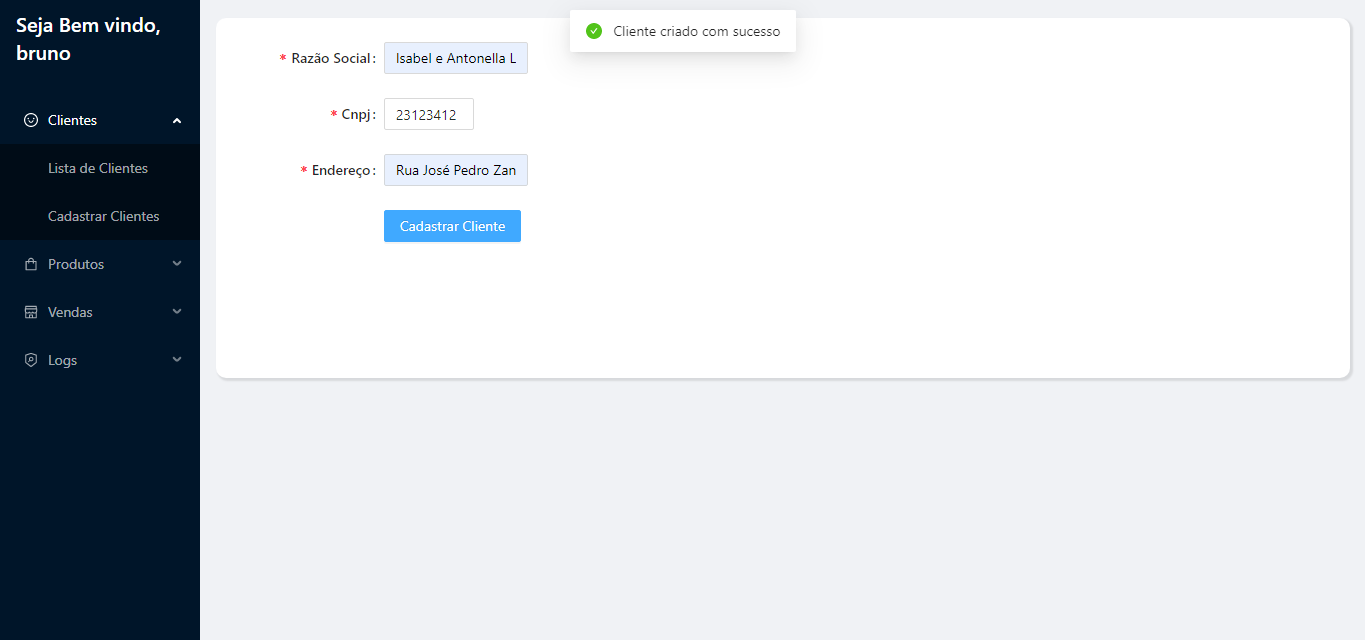 Seja Bem vindo,
bruno
Clientes
Lista de Clientes
Cadastrar Clientes
Produtos
Vendas
Logs
Cliente criado com sucesso
* Razão Social: Isabel e Antonella L
* Cnpj: 23123412
* Endereço: Rua José Pedro Zan
Cadastrar Cliente